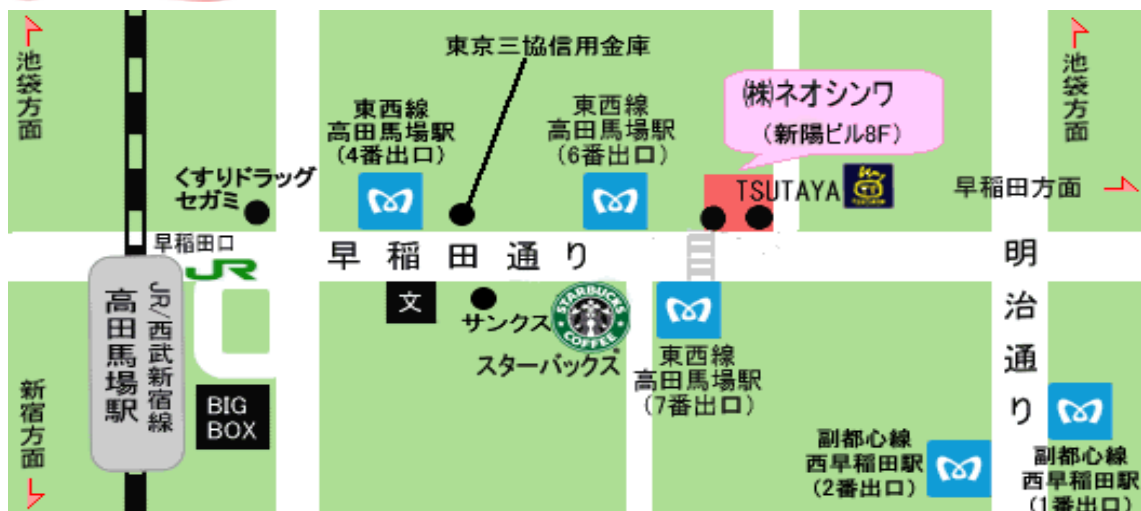 池袋方面
東京三協信用金庫
池袋方面
東西線
高田馬場駅
(4番出口)
東西線
高田馬場駅
(6番出口)
㈱ネオシンワ
(新陽ビル8F)
くすりドラッグ
セガミ
TSUTAYA
早稲田方面
早稲田口
JR
早稲田通り
明治通り
JR/西武新宿線
高田馬場駅
文
サンクス
STARBUCKS
COFFEE
スターバックス
東西線
高田馬場駅
(7番出口)
新宿方面
BIG
BOX
副都心線
西早稲田駅
(2番出口)
副都心線
西早稲田駅
(1番出口)